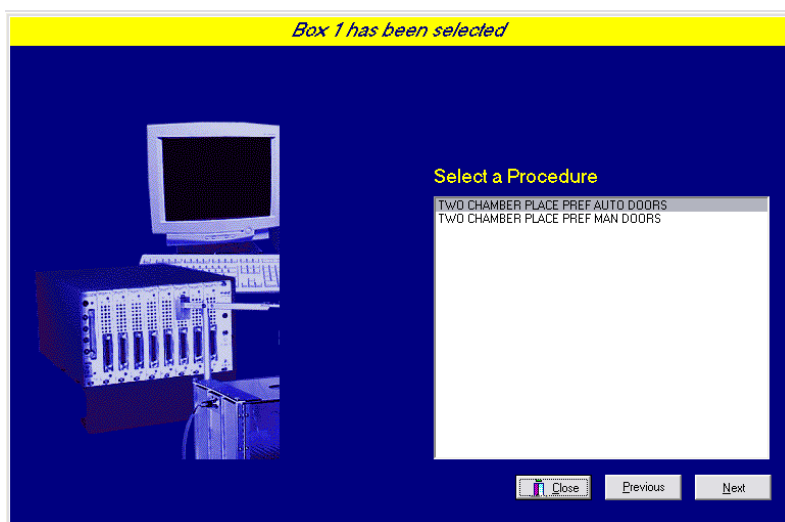 Box 1 has been selected
Select a Procedure
TWO CHAMBER PLACE PREF AUTO DOORS
TWO CHAMBER PLACE PREF MAN DOORS
Close Previous Next